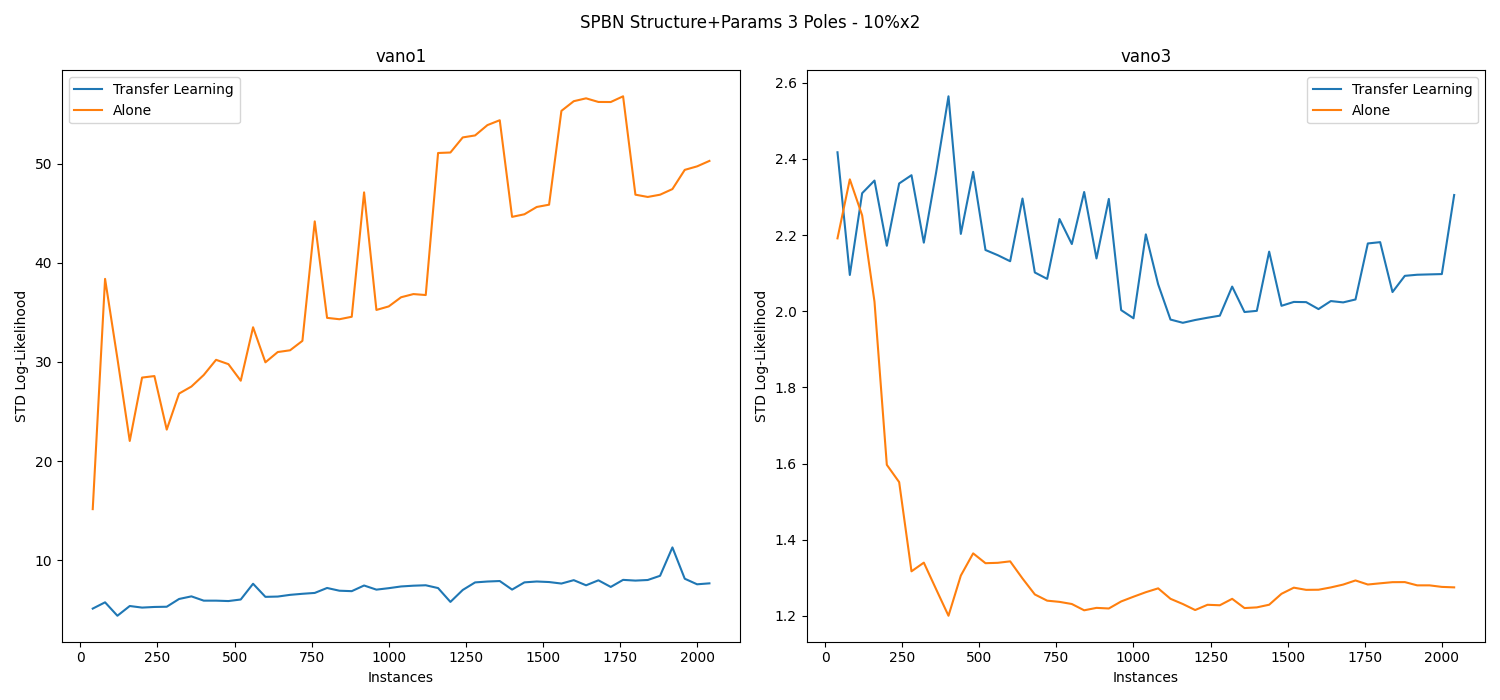 SPBN Structure+Params 3 Poles - 10%x2
vano1
Transfer Learning
Alone
STD Log-Likelihood
50
40
30
20
10
0 250 500 750 1000 1250 1500 1750 2000
Instances
vano3
Transfer Learning
Alone
STD Log-Likelihood
2.6
2.4
2.2
2.0
1.8
1.6
1.4
1.2
0 250 500 750 1000 1250 1500 1750 2000
Instances